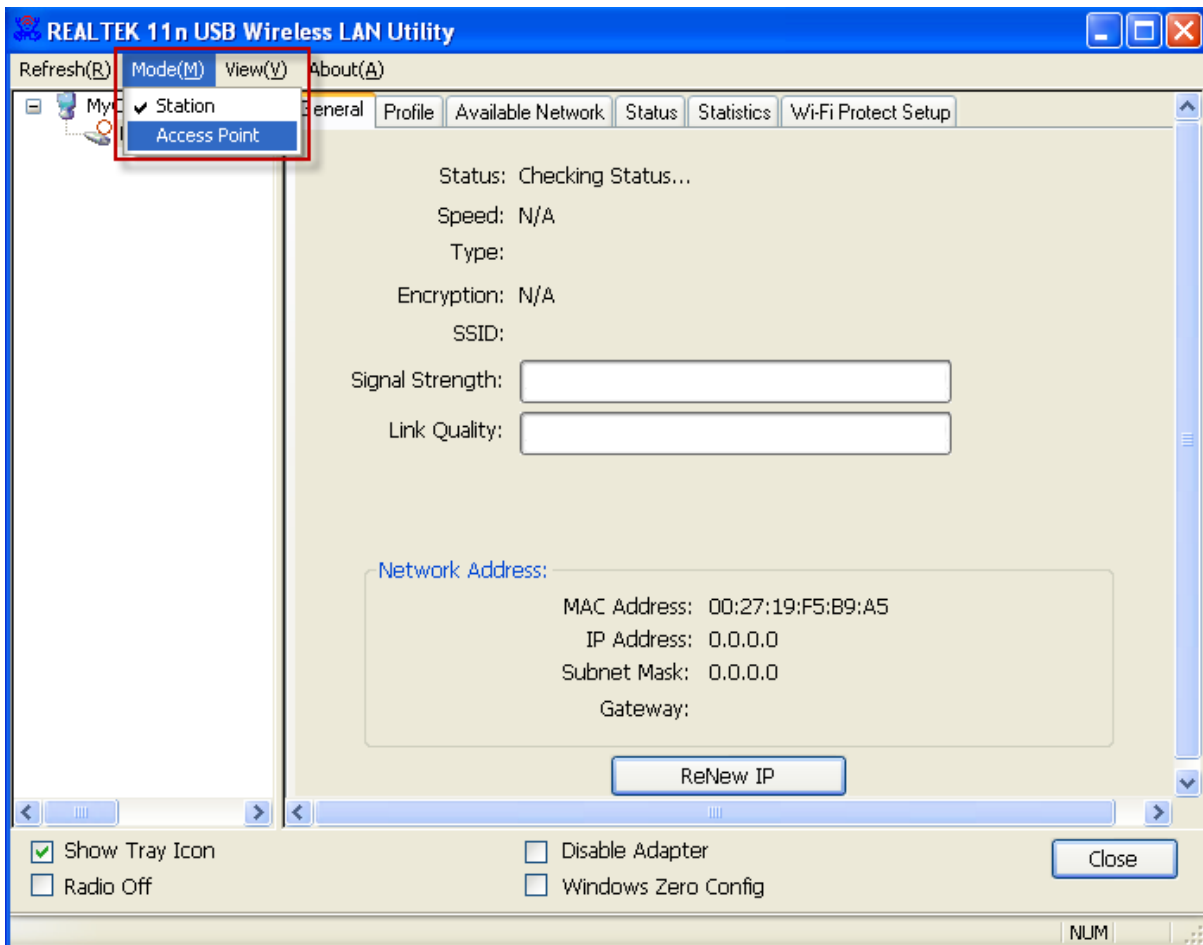 REALTEK 11n USB Wireless LAN Utility
Refresh(R) Mode(M) View(V) About(A)
Station
Access Point
General Profile Available Network Status Statistics Wi-Fi Protect Setup
Status: Checking Status...
Speed: N/A
Type:
Encryption: N/A
SSID:
Signal Strength:
Link Quality:
Network Address:
MAC Address: 00:27:19:F5:B9:A5
IP Address: 0.0.0.0
Subnet Mask: 0.0.0.0
Gateway:
ReNew IP
Show Tray Icon Disable Adapter
Radio Off Windows Zero Config
Close
NUM